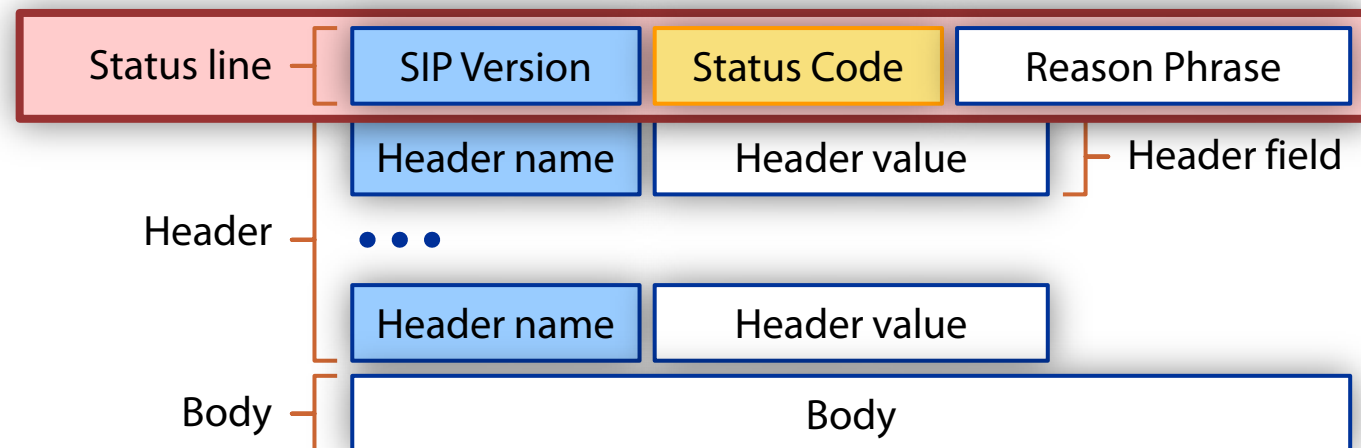 Status line SIP Version Status Code Reason Phrase
Header name Header value Header field
Header
Header name Header value
Body Body